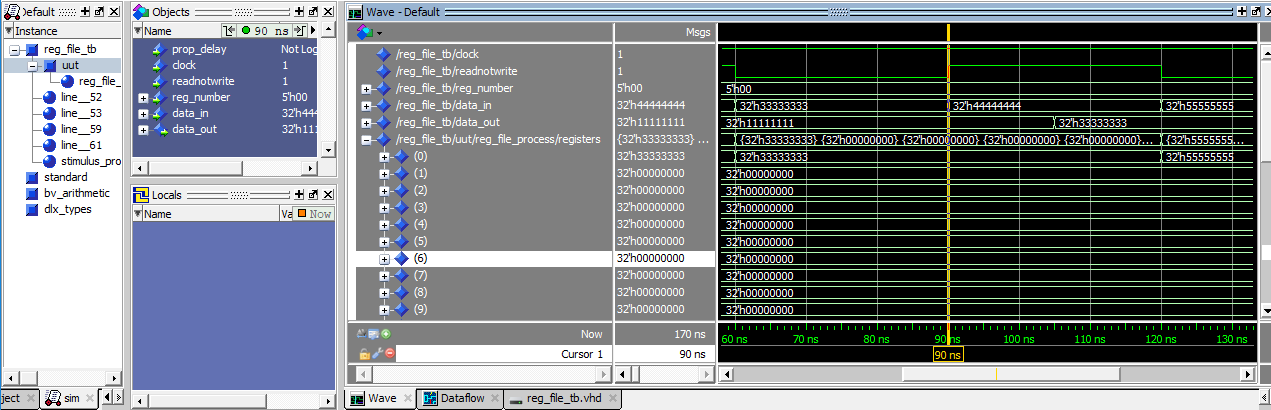 Default
Instance
reg_file_tb
uut
reg_file_
line__52
line__53
line__59
line__61
stimulus_pro
standard
bv_arithmetic
dlx_types
ject
sim
Objects
Name
90 ns
prop_delay Not Log
clock 1
readnotwrite 1
reg_number 5'h00
data_in 32'h444
data_out 32'h11
Locals
Name Va Now
Wave - Default
Msgs
/reg_file_tb/clock 1
/reg_file_tb/readnotwrite 1
/reg_file_tb/reg_number 5'h00 5'h00
/reg_file_tb/data_in 32'h44444444 32'h33333333 32'h44444444 32'h55555555
/reg_file_tb/data_out 32'h11111111 32'h11111111 32'h33333333
/reg_file_tb/uut/reg_file_process/registers {32'h33333333} ... {32'h33333333} {32'h00000000} {32'h00000000} {32'h00000000} {32'h00000000}... {32'h55555555...
(0) 32'h33333333 32'h33333333 32'h55555555
(1) 32'h00000000 32'h00000000
(2) 32'h00000000 32'h00000000
(3) 32'h00000000 32'h00000000
(4) 32'h00000000 32'h00000000
(5) 32'h00000000 32'h00000000
(6) 32'h00000000 32'h00000000
(7) 32'h00000000 32'h00000000
(8) 32'h00000000 32'h00000000
(9) 32'h00000000 32'h00000000
Now 170 ns 60 ns 70 ns 80 ns 90 ns 100 ns 110 ns 120 ns 130 ns
Cursor 1 90 ns 90 ns
Wave Dataflow reg_file_tb.vhd